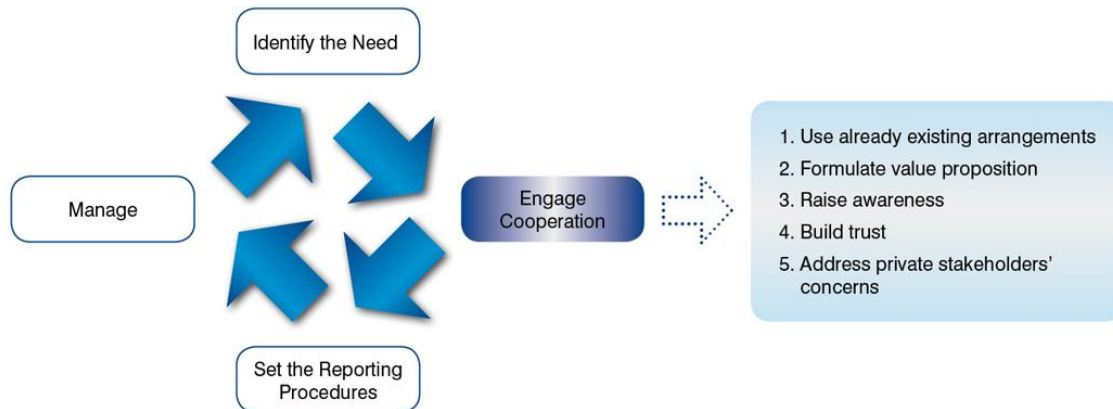 Identify the Need
Manage
Engage
Cooperation
1. Use already existing arrangements
2. Formulate value proposition
3. Raise awareness
4. Build trust
5. Address private stakeholders’
concerns
Set the Reporting
Procedures